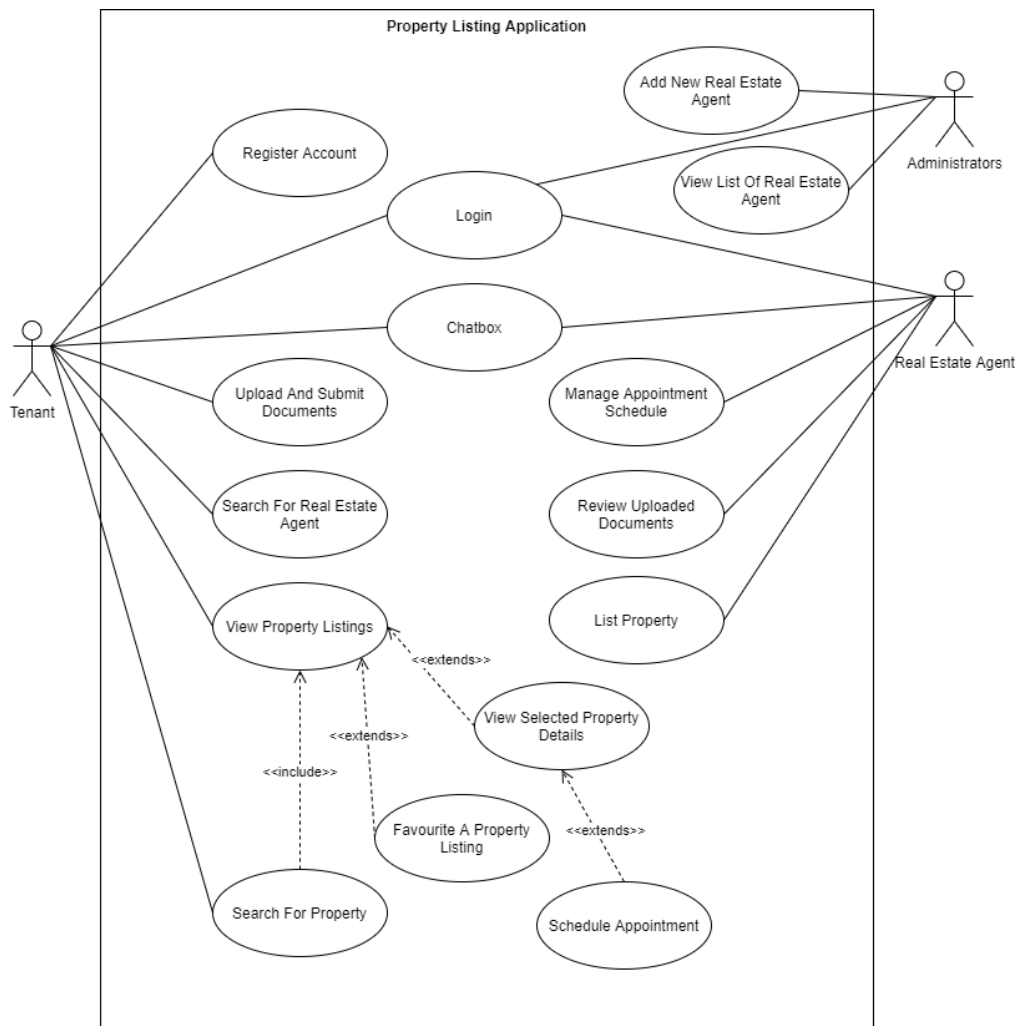 Property Listing Application
Add New Real Estate
Agent
Administrators
Register Account
View List Of Real Estate
Agent
Login
Chatbox
Real Estate Agent
Tenant
Upload And Submit
Documents
Manage Appointment
Schedule
Search For Real Estate
Agent
Review Uploaded
Documents
View Property Listings
List Property
<<extends>>
View Selected Property
Details
<<extends>>
<<include>>
Favourite A Property
Listing
<<extends>>
Search For Property
Schedule Appointment